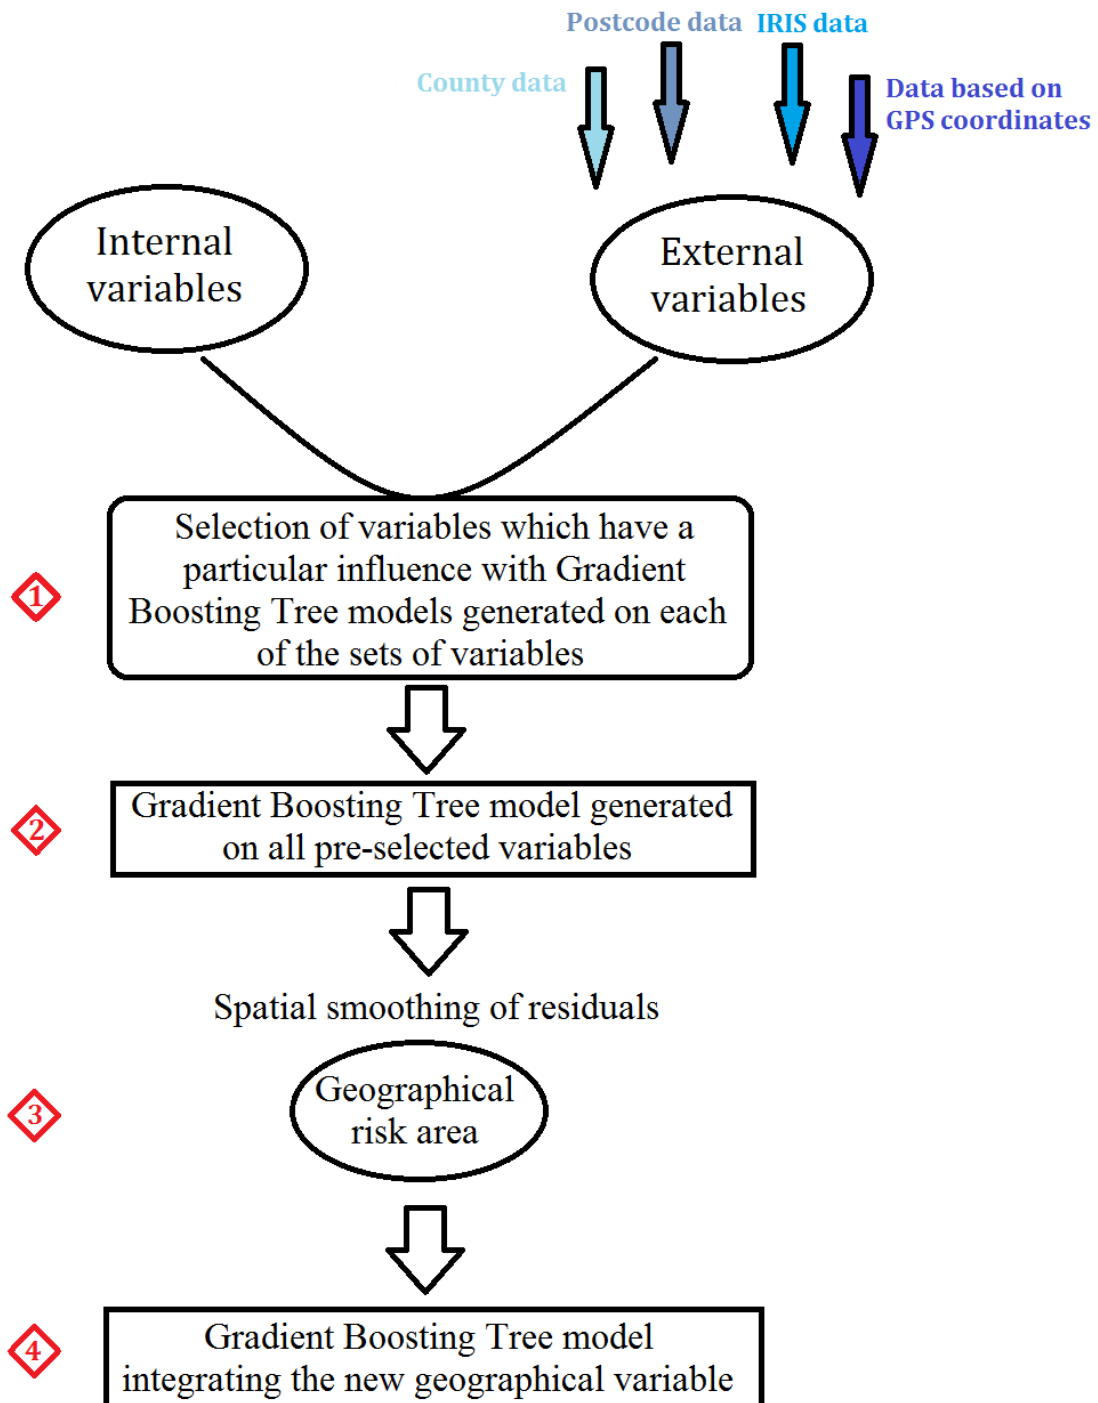 Postcode data
IRIS data
County data
Data based on
GPS coordinates
Internal
variables
External
variables
Selection of variables which have a
particular influence with Gradient
Boosting Tree models generated on each
of the sets of variables
1
Gradient Boosting Tree model generated
on all pre-selected variables
2
Spatial smoothing of residuals
Geographical
risk area
3
Gradient Boosting Tree model
integrating the new geographical variable
4